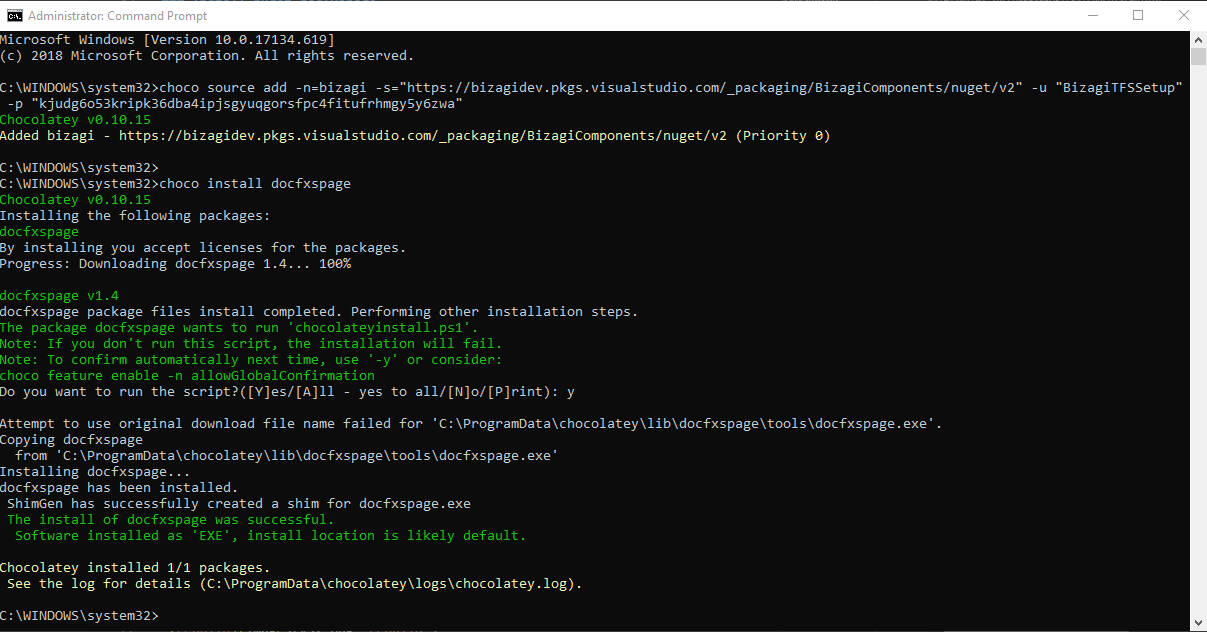 Administrator: Command Prompt
Microsoft Windows [Version 10.0.17134.619]
(c) 2018 Microsoft Corporation. All rights reserved.
C:\WINDOWS\system32>choco source add -n=bizagi -s="https://bizagidev.pkgs.visualstudio.com/_packaging/BizagiComponents/nuget/v2" -u "BizagiTFSSetup"
-p "kjudg6o53kripk36dba4ipjsgyuqgorsfpc4fitufrhmgy5y6zwa"
Chocolatey v0.10.15
Added bizagi - https://bizagidev.pkgs.visualstudio.com/_packaging/BizagiComponents/nuget/v2 (Priority 0)
C:\WINDOWS\system32>
C:\WINDOWS\system32>choco install docfxspage
Chocolatey v0.10.15
Installing the following packages:
docfxspage
By installing you accept licenses for the packages.
Progress: Downloading docfxspage 1.4... 100%
docfxspage v1.4
docfxspage package files install completed. Performing other installation steps.
The package docfxspage wants to run 'chocolateyinstall.ps1'.
Note: If you don't run this script, the installation will fail.
Note: To confirm automatically next time, use '-y' or consider:
choco feature enable -n allowGlobalConfirmation
Do you want to run the script?([Y]es/[A]ll - yes to all/[N]o/[P]rint): y
Attempt to use original download file name failed for 'C:\ProgramData\chocolatey\lib\docfxspage\tools\docfxspage.exe'.
Copying docfxspage
from 'C:\ProgramData\chocolatey\lib\docfxspage\tools\docfxspage.exe'
Installing docfxspage...
docfxspage has been installed.
ShimGen has successfully created a shim for docfxspage.exe
The install of docfxspage was successful.
Software installed as 'EXE', install location is likely default.
Chocolatey installed 1/1 packages.
See the log for details (C:\ProgramData\chocolatey\logs\chocolatey.log).
C:\WINDOWS\system32>